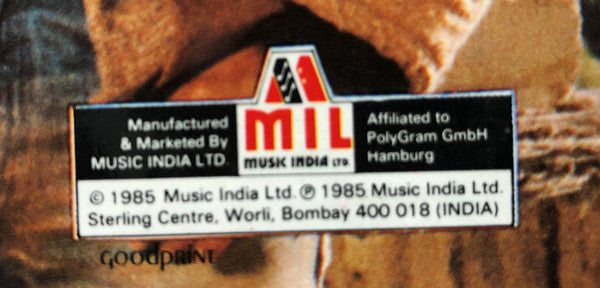 Manufactured
& Marketed By
MUSIC INDIA LTD.
MIL
MUSIC INDIA LTD.
Affiliated to
PolyGram GmbH
Hamburg
© 1985 Music India Ltd. ℗ 1985 Music India Ltd.
Sterling Centre, Worli, Bombay 400 018 (INDIA)
GOODPRINT